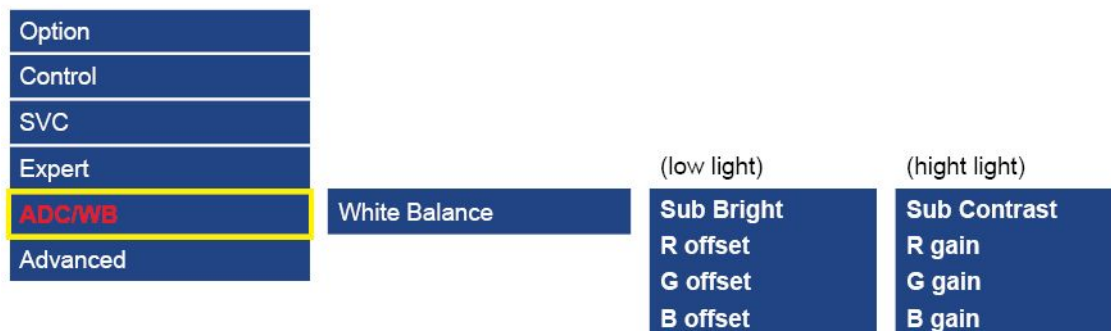 Option
Control
SVC
Expert
ADC/WB
Advanced
White Balance
(low light)
Sub Bright
R offset
G offset
B offset
(hight light)
Sub Contrast
R gain
G gain
B gain